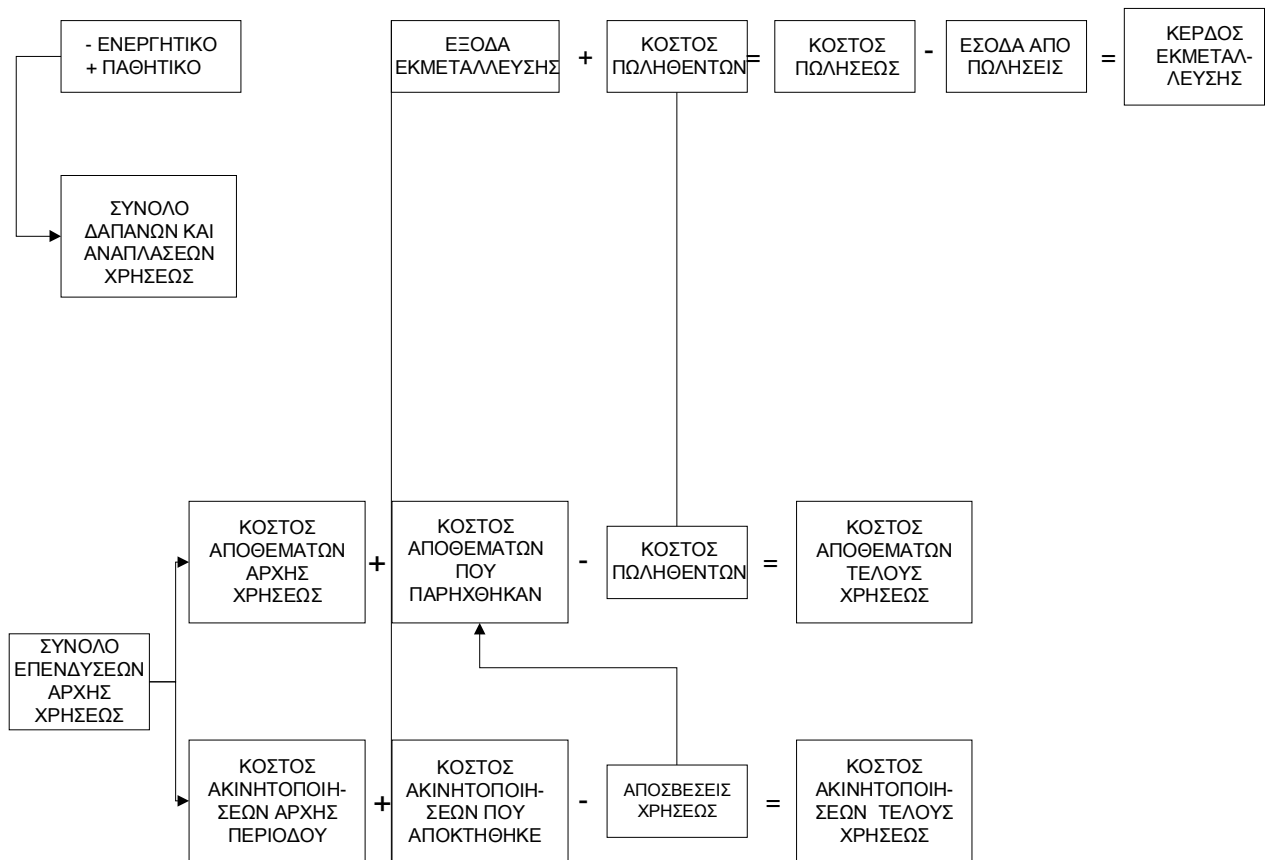 - ΕΝΕΡΓΗΤΙΚΟ
+ ΠΑΘΗΤΙΚΟ
ΕΞΟΔΑ
ΕΚΜΕΤΑΛΛΕΥΣΗΣ
+
ΚΟΣΤΟΣ
ΠΩΛΗΘΕΝΤΩΝ
=
ΚΟΣΤΟΣ
ΠΩΛΗΣΕΩΣ
-
ΕΣΟΔΑ ΑΠΟ
ΠΩΛΗΣΕΙΣ
=
ΚΕΡΔΟΣ
ΕΚΜΕΤΑΛ-
ΛΕΥΣΗΣ
ΣΥΝΟΛΟ
ΔΑΠΑΝΩΝ ΚΑΙ
ΑΝΑΠΛΑΣΕΩΝ
ΧΡΗΣΕΩΣ
ΣΥΝΟΛΟ
ΕΠΕΝΔΥΣΕΩΝ
ΑΡΧΗΣ
ΧΡΗΣΕΩΣ
ΚΟΣΤΟΣ
ΑΠΟΘΕΜΑΤΩΝ
ΑΡΧΗΣ
ΧΡΗΣΕΩΣ
+
ΚΟΣΤΟΣ
ΑΠΟΘΕΜΑΤΩΝ
ΠΟΥ
ΠΑΡΗΧΘΗΚΑΝ
-
ΚΟΣΤΟΣ
ΠΩΛΗΘΕΝΤΩΝ
=
ΚΟΣΤΟΣ
ΑΠΟΘΕΜΑΤΩΝ
ΤΕΛΟΥΣ
ΧΡΗΣΕΩΣ
ΚΟΣΤΟΣ
ΑΚΙΝΗΤΟΠΟΙΗ-
ΣΕΩΝ ΑΡΧΗΣ
ΠΕΡΙΟΔΟΥ
+
ΚΟΣΤΟΣ
ΑΚΙΝΗΤΟΠΟΙΗ-
ΣΕΩΝ ΠΟΥ
ΑΠΟΚΤΗΘΗΚΕ
-
ΑΠΟΣΒΕΣΕΙΣ
ΧΡΗΣΕΩΣ
=
ΚΟΣΤΟΣ
ΑΚΙΝΗΤΟΠΟΙΗ-
ΣΕΩΝ ΤΕΛΟΥΣ
ΧΡΗΣΕΩΣ